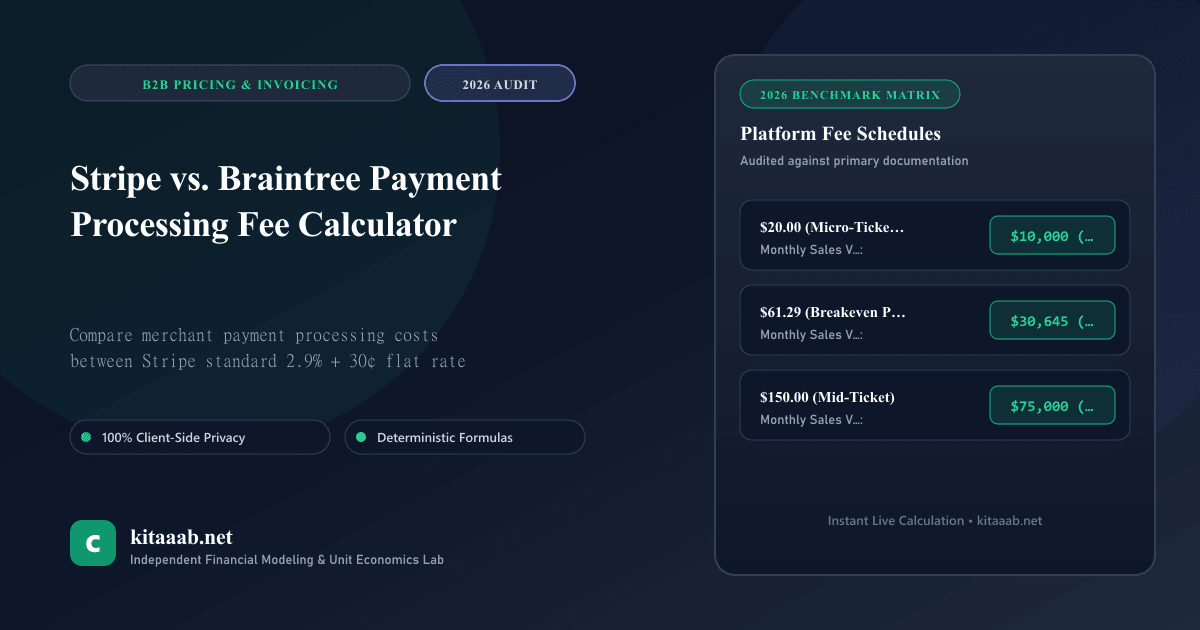 B2B PRICING & INVOICING
2026 AUDIT
Stripe vs. Braintree Payment
Processing Fee Calculator
Compare merchant payment processing costs
between Stripe standard 2.9% + 30¢ flat rate
100% Client-Side Privacy
Deterministic Formulas
C
kitaaab.net
Independent Financial Modeling & Unit Economics Lab
2026 BENCHMARK MATRIX
Platform Fee Schedules
Audited against primary documentation
$20.00 (Micro-Ticke…
Monthly Sales V…:
$10,000 (…
$61.29 (Breakeven P…
Monthly Sales V…:
$30,645 (…
$150.00 (Mid-Ticket)
Monthly Sales V…:
$75,000 (…
Instant Live Calculation • kitaaab.net